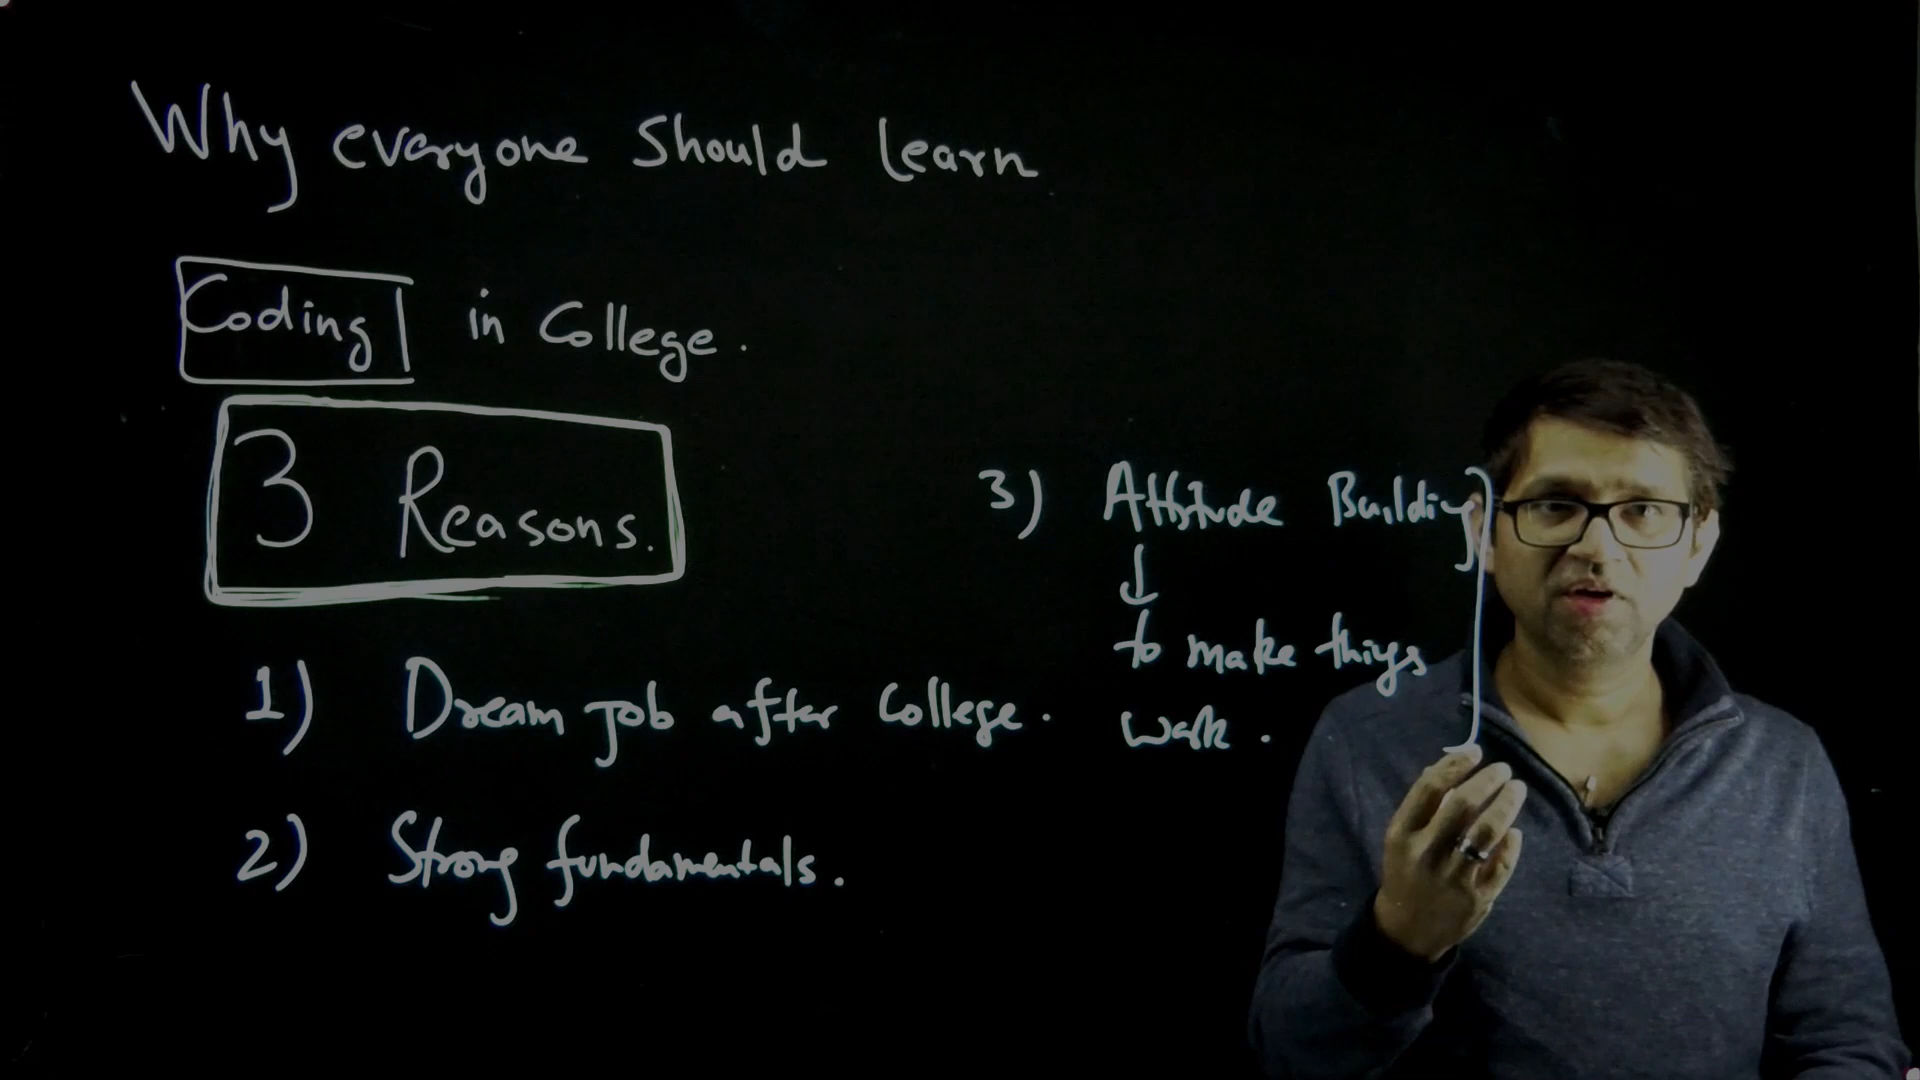 Why everyone should learn
Coding in College.
3 Reasons.
1) Dream job after College.
2) Strong fundamentals.
3) Attitude Building
↓
to make things
work.